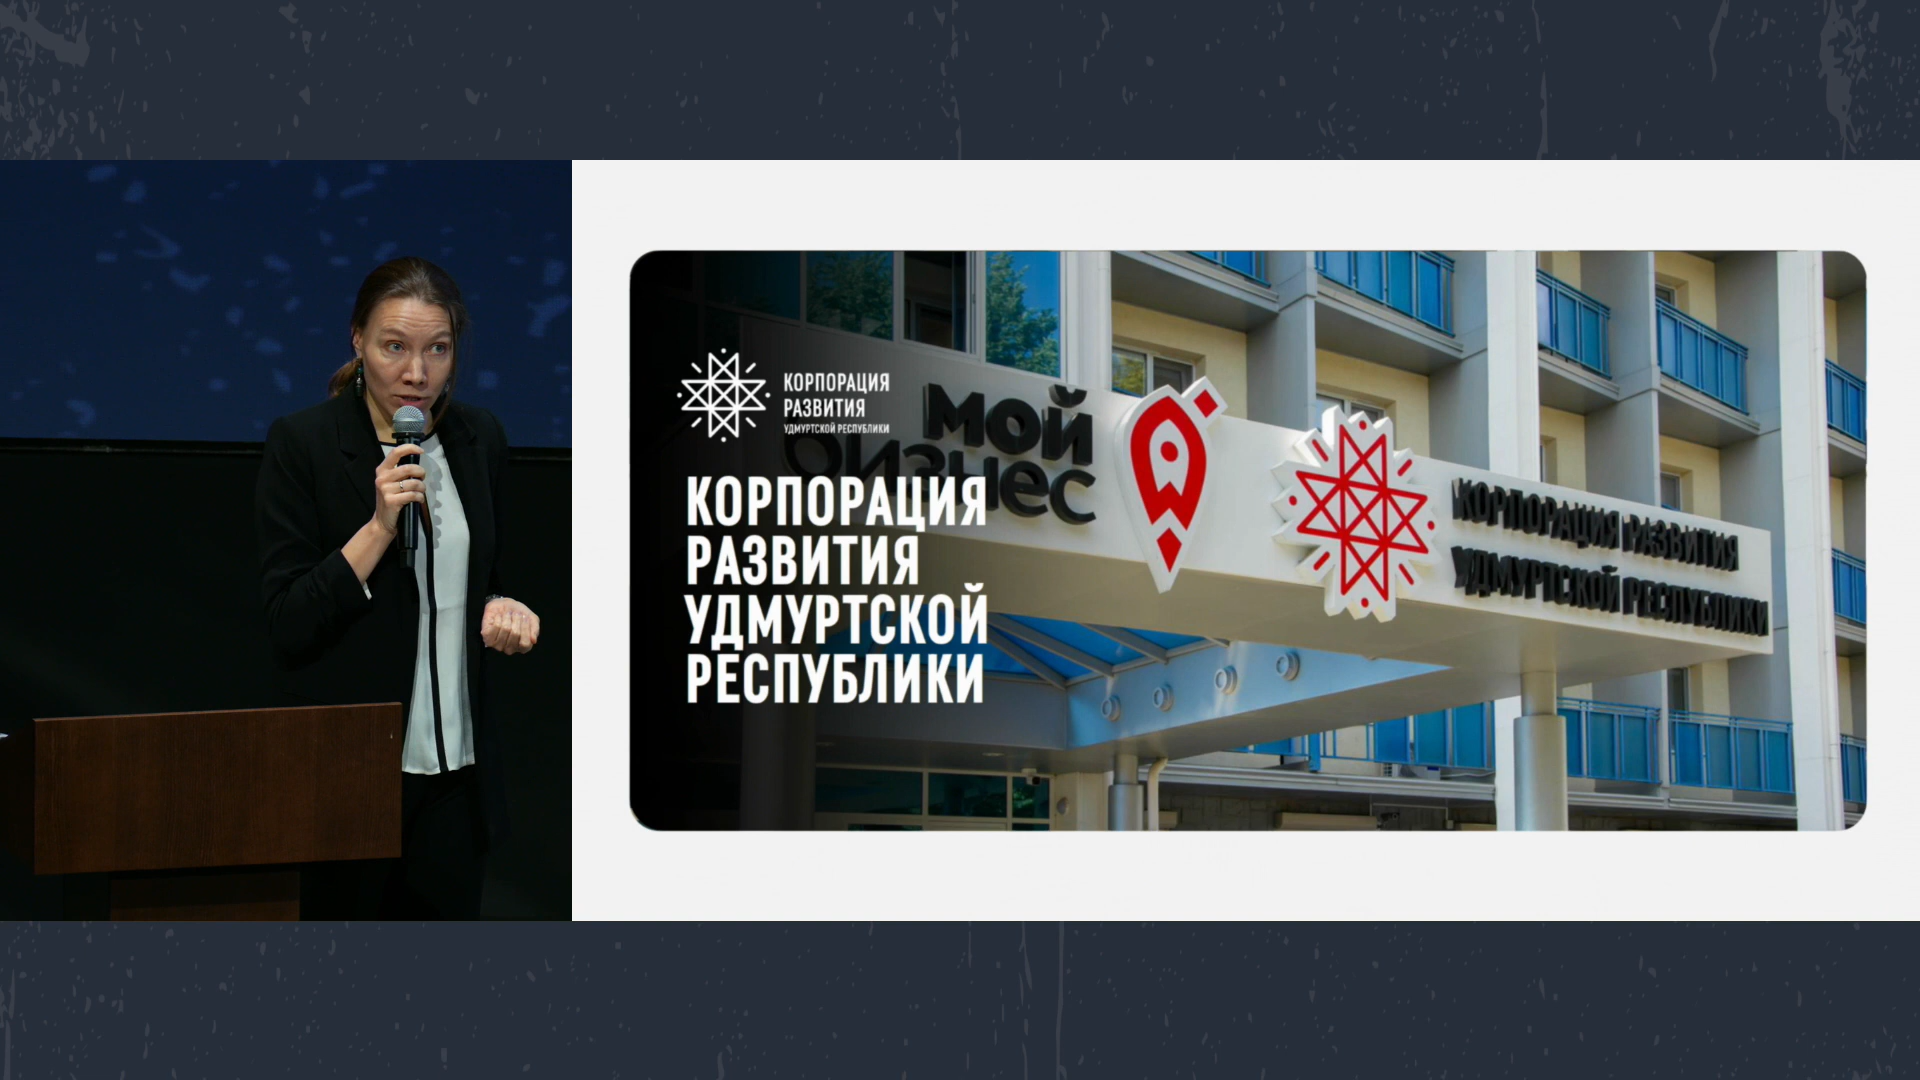 КОРПОРАЦИЯ
РАЗВИТИЯ
УДМУРТСКОЙ РЕСПУБЛИКИ
КОРПОРАЦИЯ
РАЗВИТИЯ
УДМУРТСКОЙ
РЕСПУБЛИКИ
мой
бизнес
КОРПОРАЦИЯ РАЗВИТИЯ
УДМУРТСКОЙ РЕСПУБЛИКИ